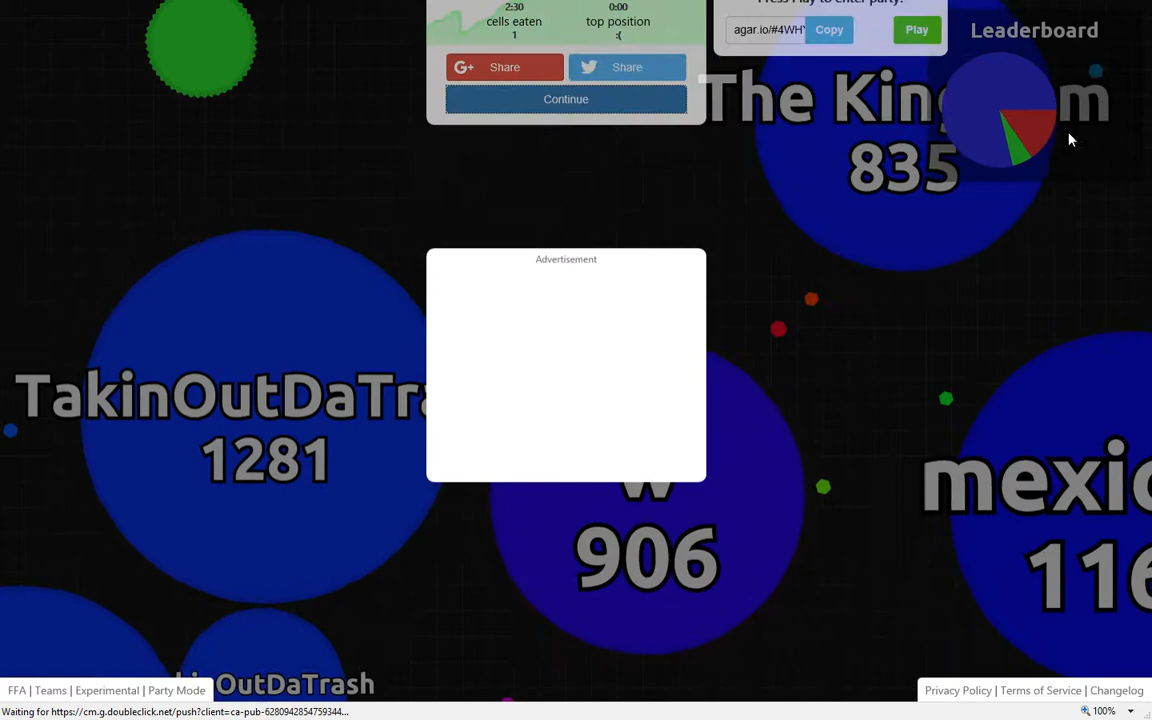 2:30
0:00
cells eaten
top position
1
:(
Share
Share
Continue
agar.io/#4WH
Copy
Play
Leaderboard
835
Advertisement
1281
906
FFA | Teams | Experimental | Party Mode
Privacy Policy | Terms of Service | Changelog
Waiting for https://cm.g.doubleclick.net/push?client=ca-pub-6280942854759344...
100%
The Kingdom
TakinOutDaTra
w
mexic
116
OutDaTrash